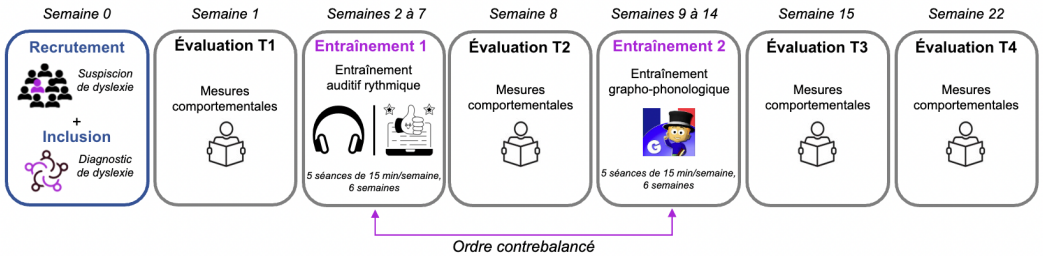 Semaine 0
Semaine 1
Semaines 2 à 7
Semaine 8
Semaines 9 à 14
Semaine 15
Semaine 22
Recrutement
Suspiscion
de dyslexie
+
Inclusion
Diagnostic
de dyslexie
Évaluation T1
Mesures
comportementales
Entraînement 1
Entraînement
auditif rythmique
5 séances de 15 min/semaine,
6 semaines
Évaluation T2
Mesures
comportementales
Entraînement 2
Entraînement
grapho-phonologique
G
5 séances de 15 min/semaine,
6 semaines
Évaluation T3
Mesures
comportementales
Évaluation T4
Mesures
comportementales
Ordre contrebalancé